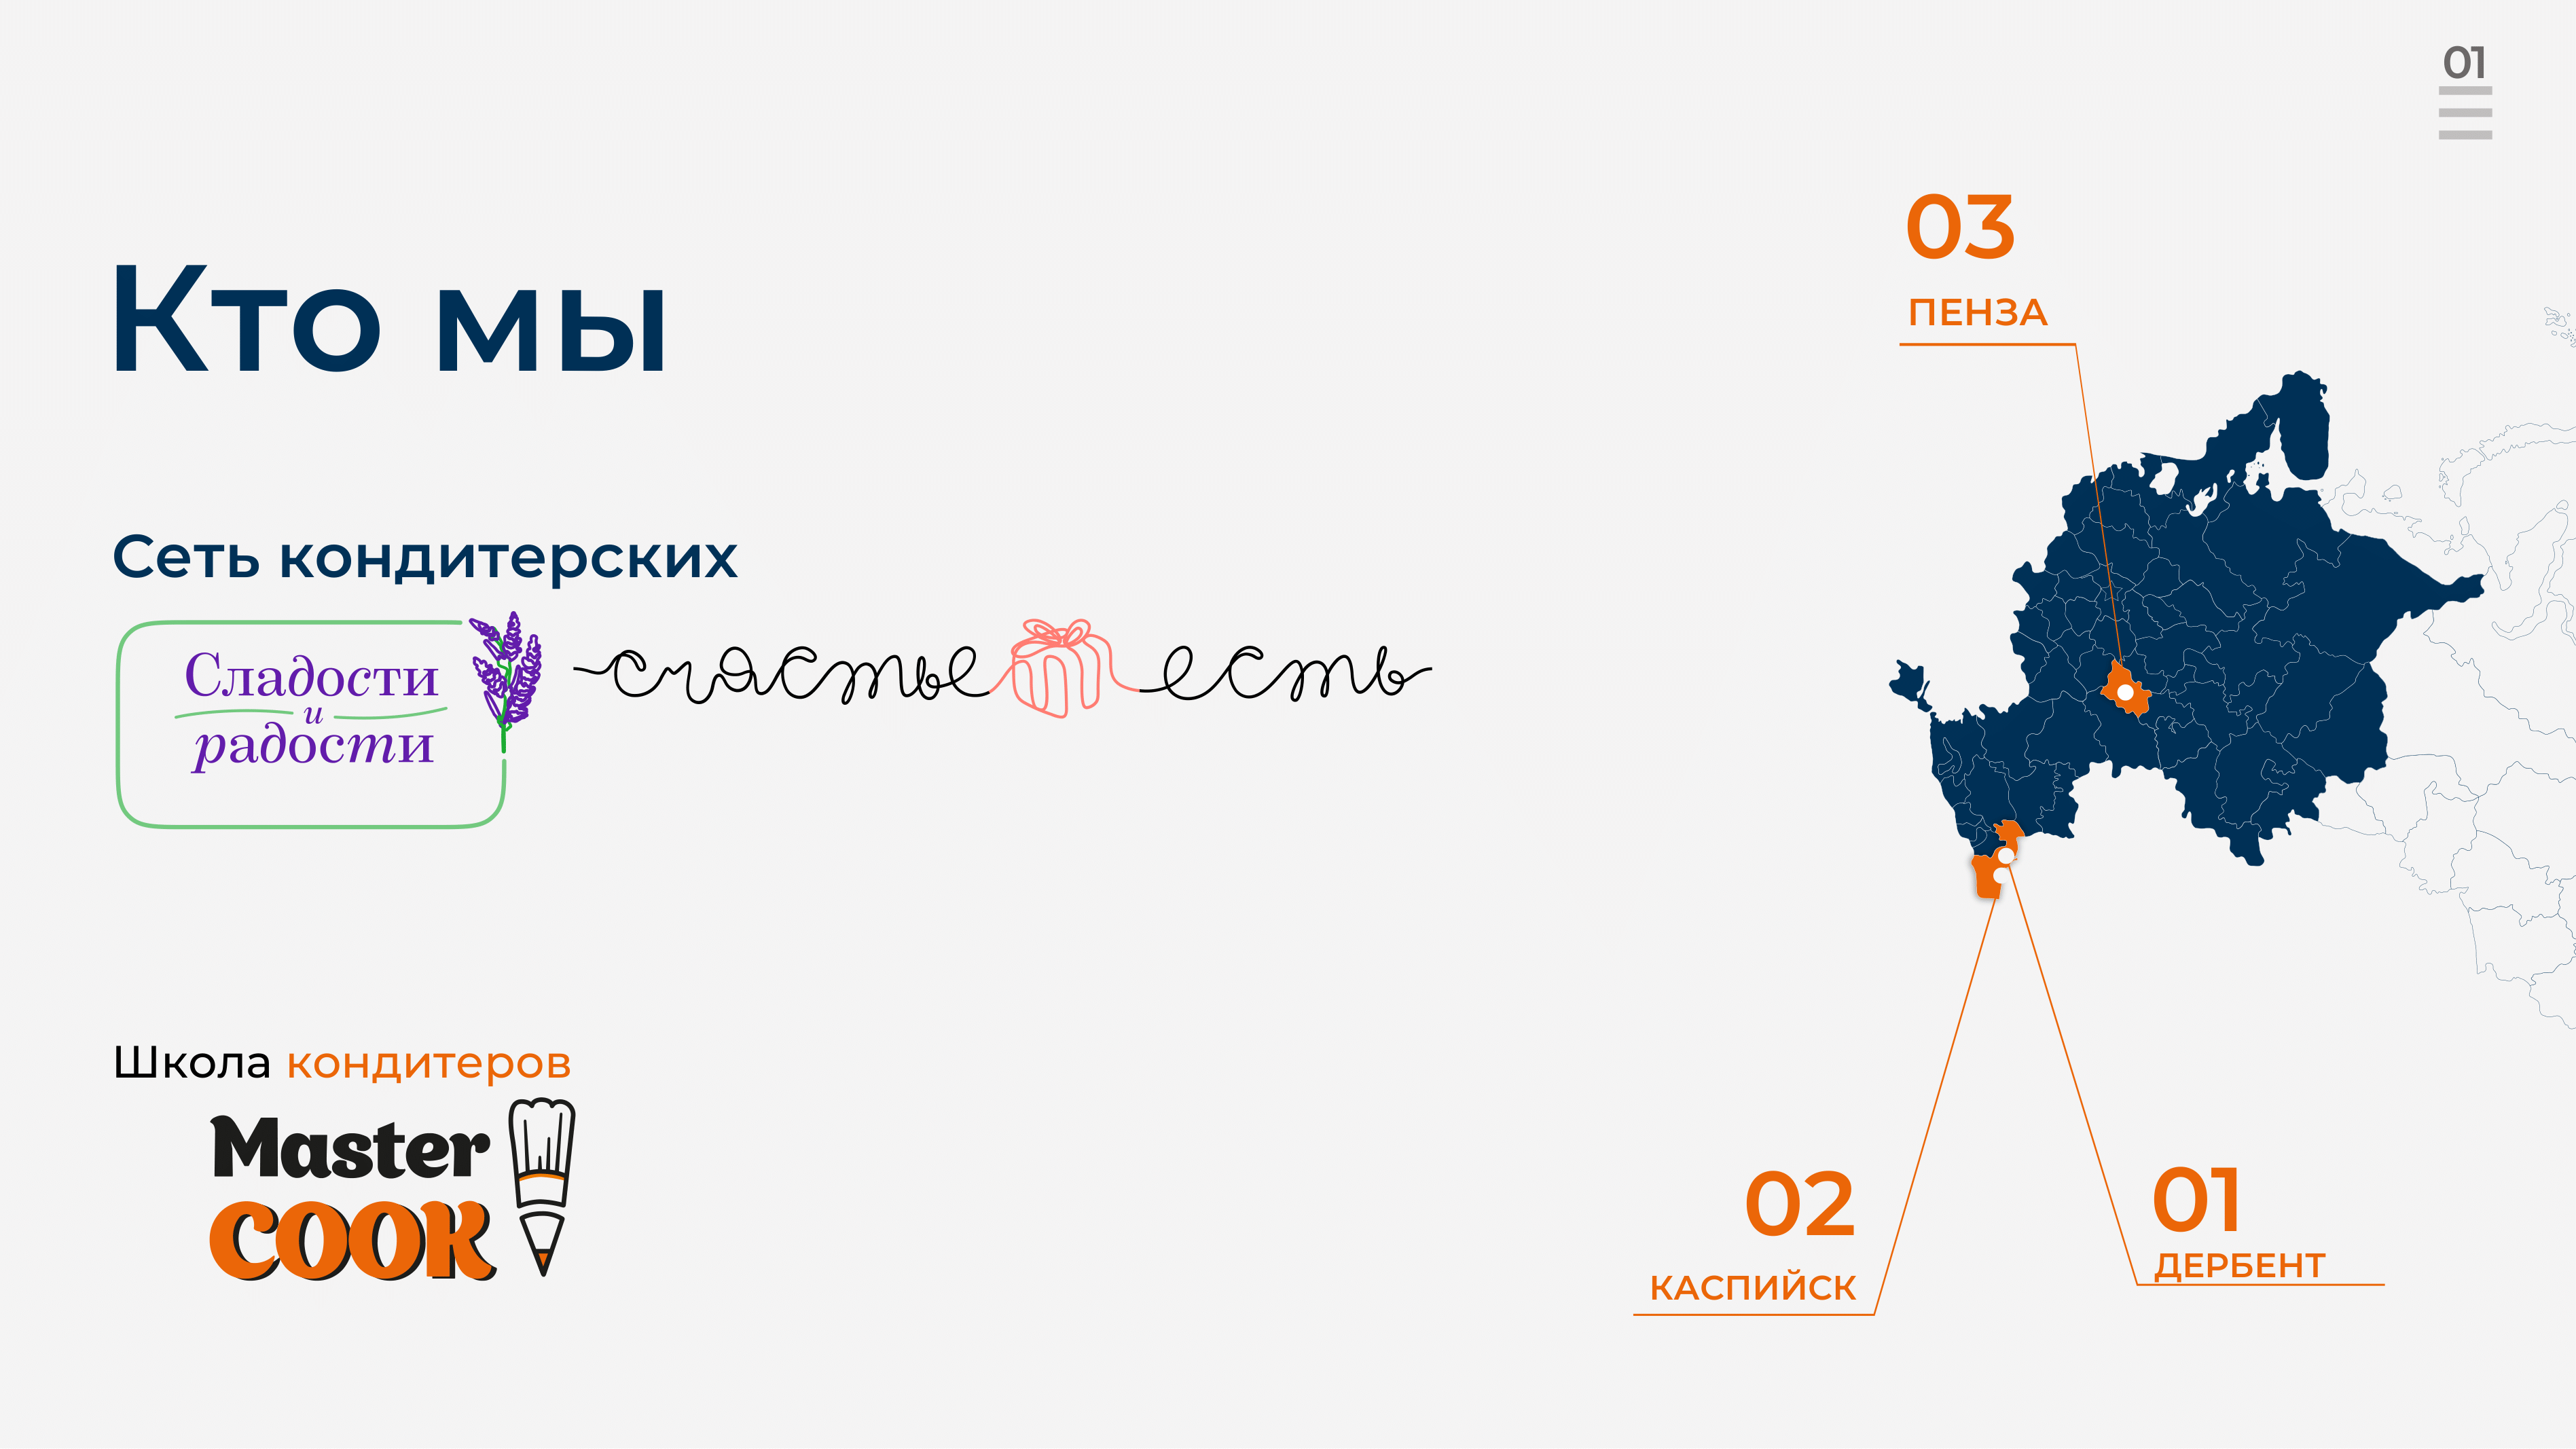 01
Кто мы
Сеть кондитерских
Сладости
и
радости
счастье есть
Школа кондитеров
Master
COOK
03
ПЕНЗА
02
КАСПИЙСК
01
ДЕРБЕНТ